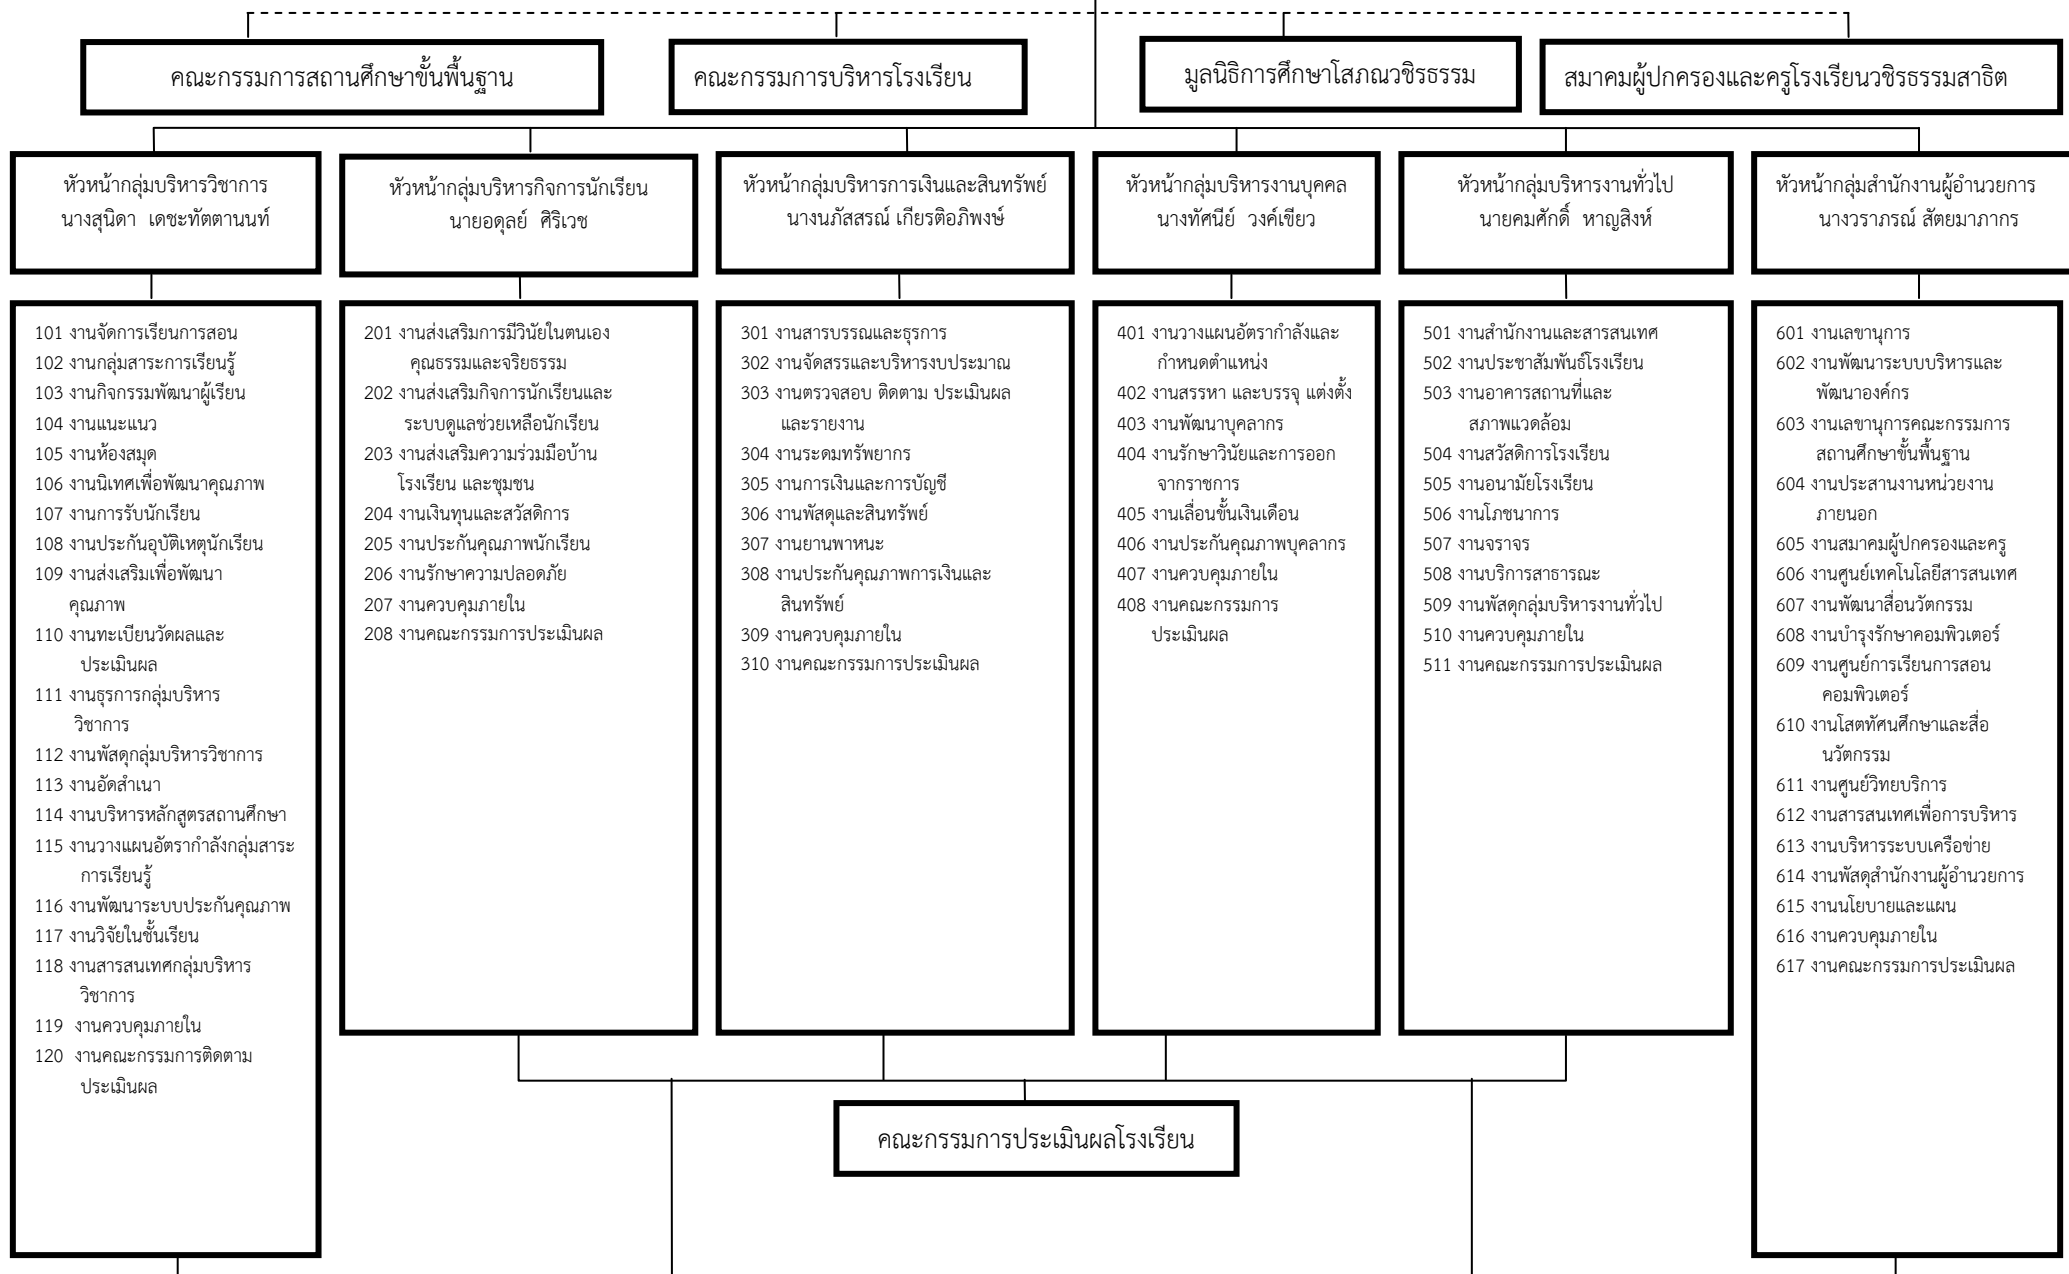 คณะกรรมการสถานศึกษาขั้นพื้นฐาน
คณะกรรมการบริหารโรงเรียน
มูลนิธิการศึกษาโสภณวชิรธรรม
สมาคมผู้ปกครองและครูโรงเรียนวชิรธรรมสาธิต
หัวหน้ากลุ่มบริหารวิชาการ
นางสุนิดา เดชะทัตตานนท์
หัวหน้ากลุ่มบริหารกิจการนักเรียน
นายอดุลย์ ศิริเวช
หัวหน้ากลุ่มบริหารการเงินและสินทรัพย์
นางนภัสสรณ์ เกียรติอภิพงษ์
หัวหน้ากลุ่มบริหารงานบุคคล
นางทัศนีย์ วงค์เขียว
หัวหน้ากลุ่มบริหารงานทั่วไป
นายคมศักดิ์ หาญสิงห์
หัวหน้ากลุ่มสำนักงานผู้อำนวยการ
นางวราภรณ์ สัตยมาภากร
101 งานจัดการเรียนการสอน
102 งานกลุ่มสาระการเรียนรู้
103 งานกิจกรรมพัฒนาผู้เรียน
104 งานแนะแนว
105 งานห้องสมุด
106 งานนิเทศเพื่อพัฒนาคุณภาพ
107 งานการรับนักเรียน
108 งานประกันอุบัติเหตุนักเรียน
109 งานส่งเสริมเพื่อพัฒนา
คุณภาพ
110 งานทะเบียนวัดผลและ
ประเมินผล
111 งานธุรการกลุ่มบริหาร
วิชาการ
112 งานพัสดุกลุ่มบริหารวิชาการ
113 งานอัดสำเนา
114 งานบริหารหลักสูตรสถานศึกษา
115 งานวางแผนอัตรากำลังกลุ่มสาระ
การเรียนรู้
116 งานพัฒนาระบบประกันคุณภาพ
117 งานวิจัยในชั้นเรียน
118 งานสารสนเทศกลุ่มบริหาร
วิชาการ
119 งานควบคุมภายใน
120 งานคณะกรรมการติดตาม
ประเมินผล
201 งานส่งเสริมการมีวินัยในตนเอง
คุณธรรมและจริยธรรม
202 งานส่งเสริมกิจการนักเรียนและ
ระบบดูแลช่วยเหลือนักเรียน
203 งานส่งเสริมความร่วมมือบ้าน
โรงเรียน และชุมชน
204 งานเงินทุนและสวัสดิการ
205 งานประกันคุณภาพนักเรียน
206 งานรักษาความปลอดภัย
207 งานควบคุมภายใน
208 งานคณะกรรมการประเมินผล
301 งานสารบรรณและธุรการ
302 งานจัดสรรและบริหารงบประมาณ
303 งานตรวจสอบ ติดตาม ประเมินผล
และรายงาน
304 งานระดมทรัพยากร
305 งานการเงินและการบัญชี
306 งานพัสดุและสินทรัพย์
307 งานยานพาหนะ
308 งานประกันคุณภาพการเงินและ
สินทรัพย์
309 งานควบคุมภายใน
310 งานคณะกรรมการประเมินผล
401 งานวางแผนอัตรากำลังและ
กำหนดตำแหน่ง
402 งานสรรหา และบรรจุ แต่งตั้ง
403 งานพัฒนาบุคลากร
404 งานรักษาวินัยและการออก
จากราชการ
405 งานเลื่อนขั้นเงินเดือน
406 งานประกันคุณภาพบุคลากร
407 งานควบคุมภายใน
408 งานคณะกรรมการ
ประเมินผล
501 งานสำนักงานและสารสนเทศ
502 งานประชาสัมพันธ์โรงเรียน
503 งานอาคารสถานที่และ
สภาพแวดล้อม
504 งานสวัสดิการโรงเรียน
505 งานอนามัยโรงเรียน
506 งานโภชนาการ
507 งานจราจร
508 งานบริการสาธารณะ
509 งานพัสดุกลุ่มบริหารงานทั่วไป
510 งานควบคุมภายใน
511 งานคณะกรรมการประเมินผล
601 งานเลขานุการ
602 งานพัฒนาระบบบริหารและ
พัฒนาองค์กร
603 งานเลขานุการคณะกรรมการ
สถานศึกษาขั้นพื้นฐาน
604 งานประสานงานหน่วยงาน
ภายนอก
605 งานสมาคมผู้ปกครองและครู
606 งานศูนย์เทคโนโลยีสารสนเทศ
607 งานพัฒนาสื่อนวัตกรรม
608 งานบำรุงรักษาคอมพิวเตอร์
609 งานศูนย์การเรียนการสอน
คอมพิวเตอร์
610 งานโสตทัศนศึกษาและสื่อ
นวัตกรรม
611 งานศูนย์วิทยบริการ
612 งานสารสนเทศเพื่อการบริหาร
613 งานบริหารระบบเครือข่าย
614 งานพัสดุสำนักงานผู้อำนวยการ
615 งานนโยบายและแผน
616 งานควบคุมภายใน
617 งานคณะกรรมการประเมินผล
คณะกรรมการประเมินผลโรงเรียน